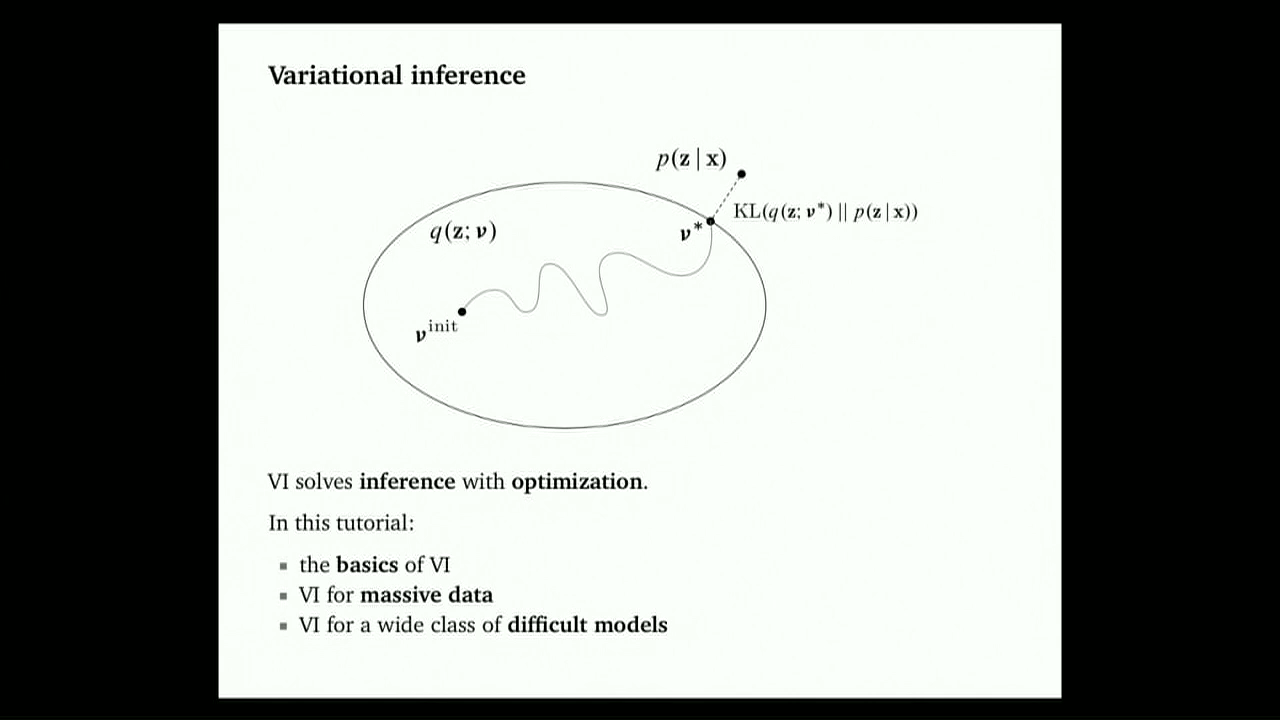 Variational inference
p(z | x)
KL(q(z; ν*) || p(z | x))
q(z; ν)
ν*
ν^init
VI solves inference with optimization.
In this tutorial:
▪ the basics of VI
▪ VI for massive data
▪ VI for a wide class of difficult models